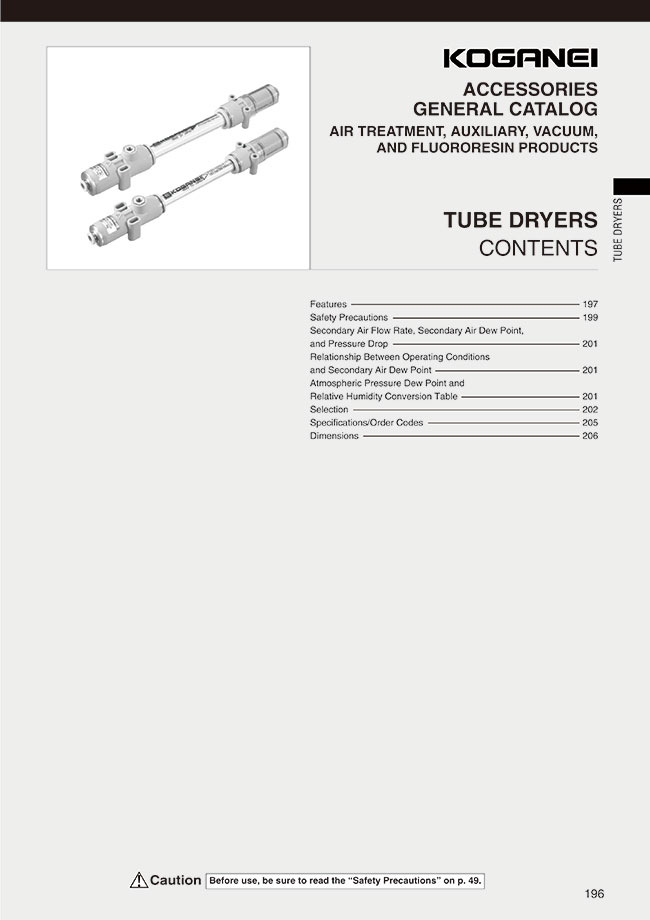 KOGANEI
ACCESSORIES
GENERAL CATALOG
AIR TREATMENT, AUXILIARY, VACUUM,
AND FLUORORESIN PRODUCTS
TUBE DRYERS
CONTENTS
TUBE DRYERS
KOGANEI
Features 197
Safety Precautions 199
Secondary Air Flow Rate, Secondary Air Dew Point,
and Pressure Drop 201
Relationship Between Operating Conditions
and Secondary Air Dew Point 201
Atmospheric Pressure Dew Point and
Relative Humidity Conversion Table 201
Selection 202
Specifications/Order Codes 205
Dimensions 206
Caution Before use, be sure to read the “Safety Precautions” on p. 49.
196